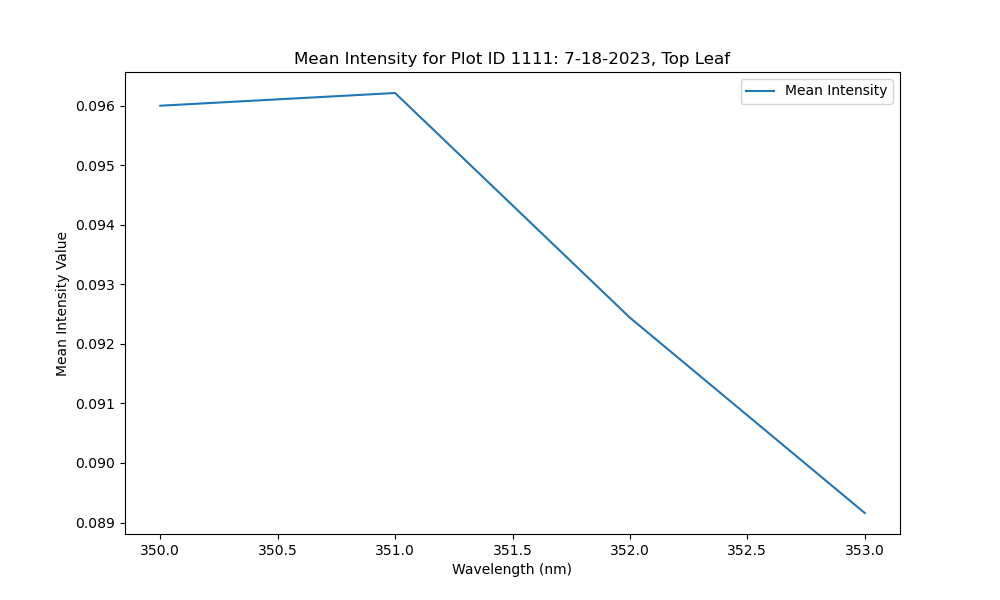 Mean Intensity for Plot ID 1111: 7-18-2023, Top Leaf
Mean Intensity
0.096
0.095
0.094
0.093
0.092
0.091
0.090
0.089
Mean Intensity Value
350.0 350.5 351.0 351.5 352.0 352.5 353.0
Wavelength (nm)